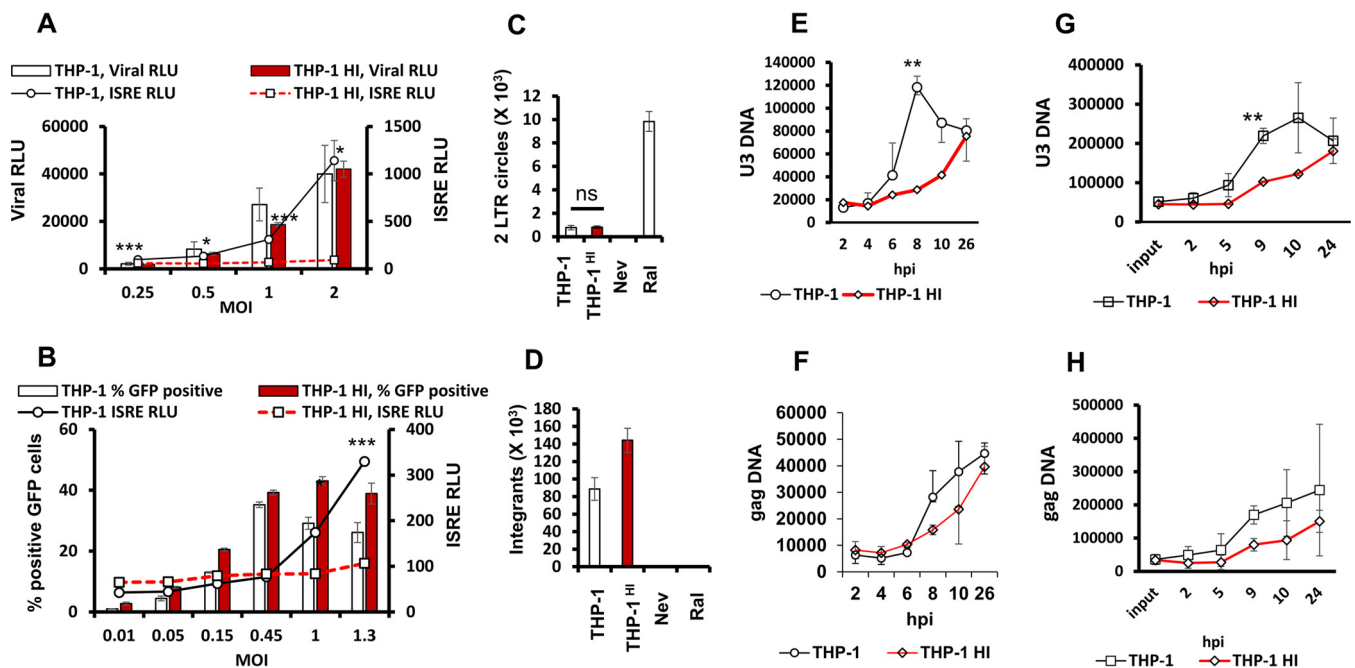 A
THP-1, Viral RLU
THP-1 HI, Viral RLU
THP-1, ISRE RLU
THP-1 HI, ISRE RLU
Viral RLU
60000
40000
20000
0
1500
1000
500
0
ISRE RLU
***
*
***
*
0.25 0.5 1 2
MOI
B
THP-1 % GFP positive
THP-1 HI, % GFP positive
THP-1 ISRE RLU
THP-1 HI, ISRE RLU
% positive GFP cells
60
40
20
0
400
300
200
100
0
ISRE RLU
***
0.01 0.05 0.15 0.45 1 1.3
MOI
C
2 LTR circles (X 10³)
12
10
8
6
4
2
0
ns
THP-1
THP-1 HI
Nev
Ral
D
Integrants (X 10³)
180
160
140
120
100
80
60
40
20
0
THP-1
THP-1 HI
Nev
Ral
E
U3 DNA
140000
120000
100000
80000
60000
40000
20000
0
**
2 4 6 8 10 26
hpi
THP-1 THP-1 HI
F
gag DNA
60000
50000
40000
30000
20000
10000
0
2 4 6 8 10 26
hpi
THP-1 THP-1 HI
G
U3 DNA
400000
300000
200000
100000
0
**
input 2 5 9 10 24
hpi
THP-1 THP-1 HI
H
gag DNA
500000
400000
300000
200000
100000
0
input 2 5 9 10 24
hpi
THP-1 THP-1 HI